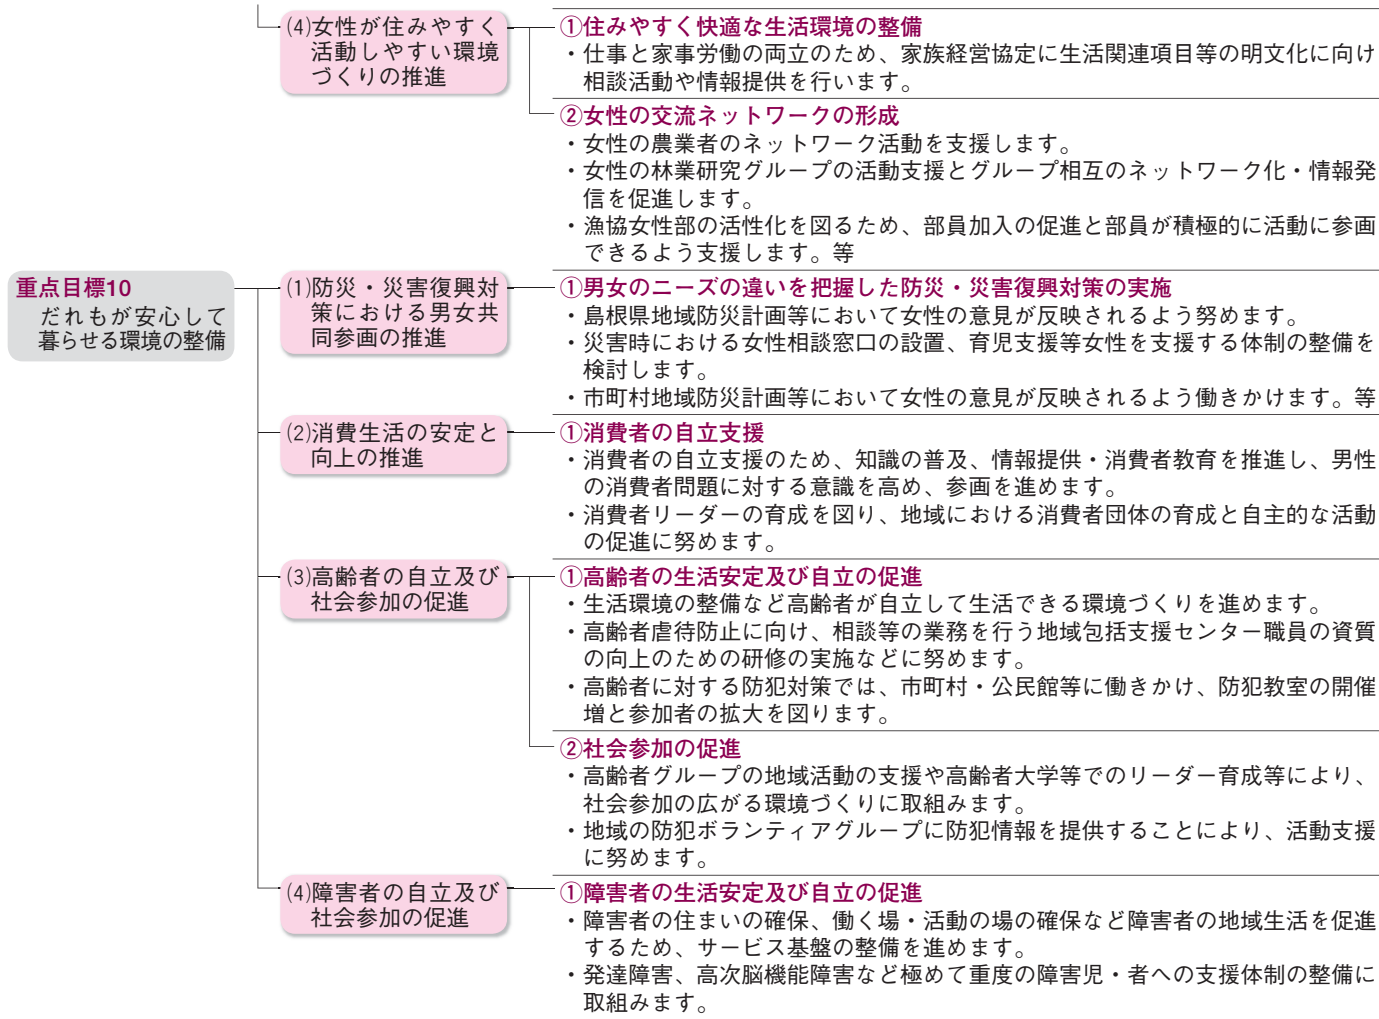 (4)女性が住みやすく
活動しやすい環境
づくりの推進
①住みやすく快適な生活環境の整備
・仕事と家事労働の両立のため、家族経営協定に生活関連項目等の明文化に向け
相談活動や情報提供を行います。
②女性の交流ネットワークの形成
・女性の農業者のネットワーク活動を支援します。
・女性の林業研究グループの活動支援とグループ相互のネットワーク化・情報発
信を促進します。
・漁協女性部の活性化を図るため、部員加入の促進と部員が積極的に活動に参画
できるよう支援します。等
重点目標10
だれもが安心して
暮らせる環境の整備
(1)防災・災害復興対
策における男女共
同参画の推進
①男女のニーズの違いを把握した防災・災害復興対策の実施
・島根県地域防災計画等において女性の意見が反映されるよう努めます。
・災害時における女性相談窓口の設置、育児支援等女性を支援する体制の整備を
検討します。
・市町村地域防災計画等において女性の意見が反映されるよう働きかけます。等
(2)消費生活の安定と
向上の推進
①消費者の自立支援
・消費者の自立支援のため、知識の普及、情報提供・消費者教育を推進し、男性
の消費者問題に対する意識を高め、参画を進めます。
・消費者リーダーの育成を図り、地域における消費者団体の育成と自主的な活動
の促進に努めます。
(3)高齢者の自立及び
社会参加の促進
①高齢者の生活安定及び自立の促進
・生活環境の整備など高齢者が自立して生活できる環境づくりを進めます。
・高齢者虐待防止に向け、相談等の業務を行う地域包括支援センター職員の資質
の向上のための研修の実施などに努めます。
・高齢者に対する防犯対策では、市町村・公民館等に働きかけ、防犯教室の開催
増と参加者の拡大を図ります。
②社会参加の促進
・高齢者グループの地域活動の支援や高齢者大学等でのリーダー育成等により、
社会参加の広がる環境づくりに取組みます。
・地域の防犯ボランティアグループに防犯情報を提供することにより、活動支援
に努めます。
(4)障害者の自立及び
社会参加の促進
①障害者の生活安定及び自立の促進
・障害者の住まいの確保、働く場・活動の場の確保など障害者の地域生活を促進
するため、サービス基盤の整備を進めます。
・発達障害、高次脳機能障害など極めて重度の障害児・者への支援体制の整備に
取組みます。